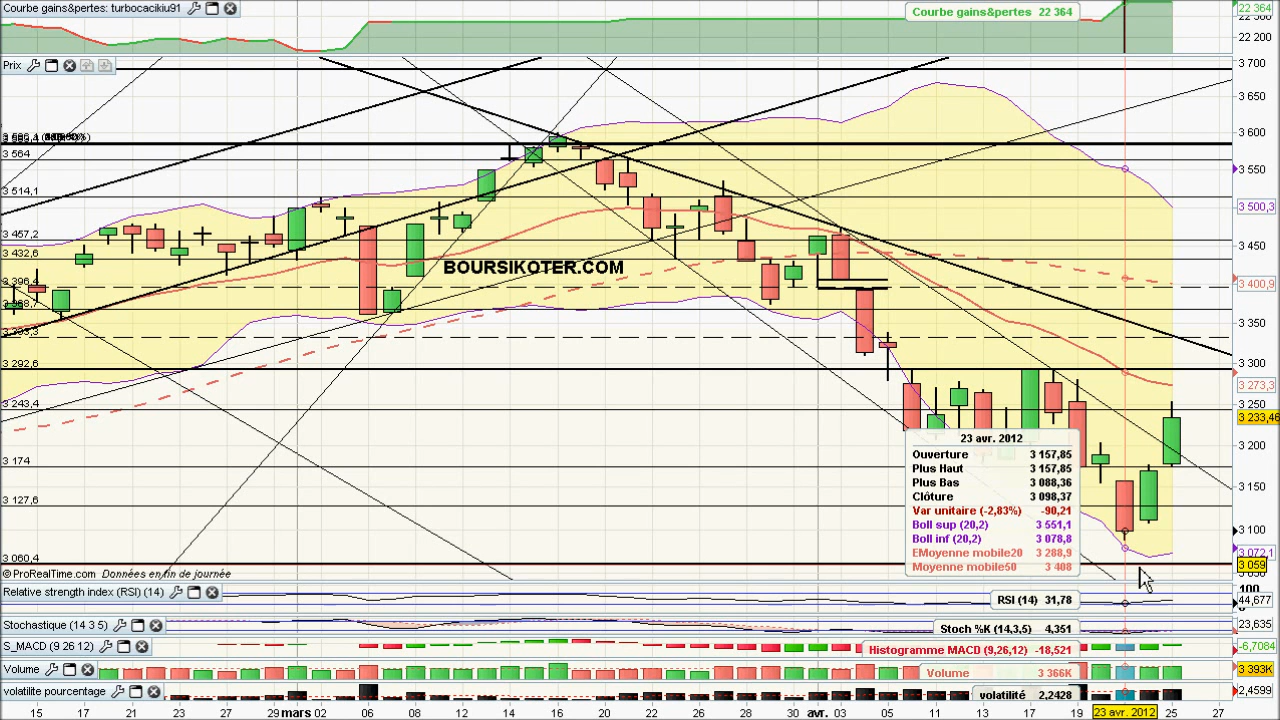 Courbe gains&pertes: turbocacikiu91
Courbe gains&pertes 22 364
22 364
22 200
Prix
3 700
3 650
3 564
3 550
3 514,1
3 500,3
3 457,2
3 450
3 432,6
3 400,9
3 350
3 300
3 292,6
3 273,3
3 250
3 243,4
3 233,46
3 200
3 174
3 150
3 127,6
3 100
3 072,1
3 060,4
3 059
BOURSIKOTER.COM
23 avr. 2012
Ouverture 3 157,85
Plus Haut 3 157,85
Plus Bas 3 088,36
Clôture 3 098,37
Var unitaire (-2,83%) -90,21
Boll sup (20,2) 3 551,1
Boll inf (20,2) 3 078,8
EMoyenne mobile20 3 288,9
Moyenne mobile50 3 408
© ProRealTime.com Données en fin de journée
Relative strength index (RSI) (14)
RSI (14) 31,78
100
44,677
Stochastique (14 3 5)
Stoch %K (14,3,5) 4,351
23,635
S_MACD (9 26 12)
Histogramme MACD (9,26,12) -18,521
-6,7064
Volume
Volume 3 366K
3 393K
volatilité pourcentage
volatilité 2,2428
2,4599
15 17 21 23 27 29 mars 02 06 08 12 14 16 20 22 26 28 30 avr. 03 05 11 13 17 19 23 avr. 2012 25 27